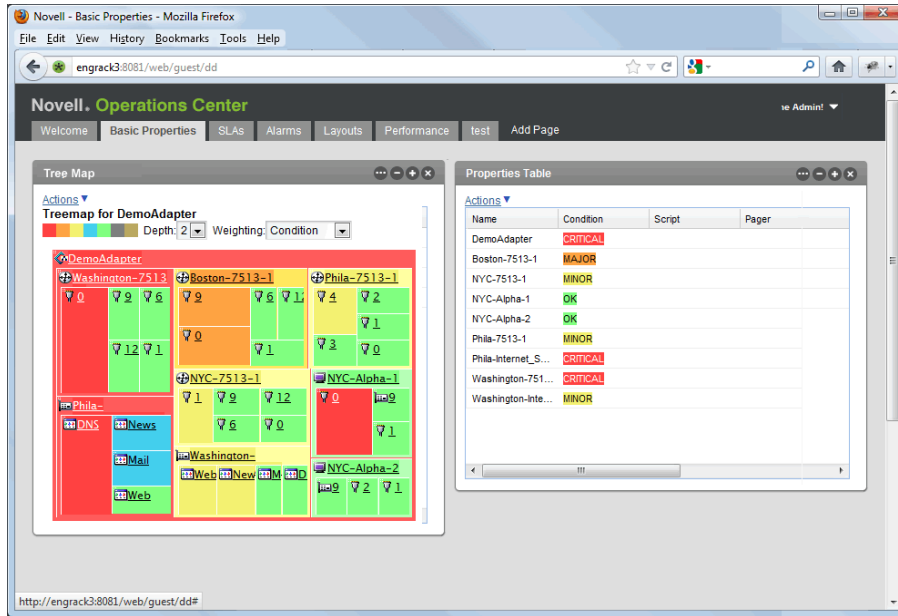 Novell - Basic Properties - Mozilla Firefox
File Edit View History Bookmarks Tools Help
engrack3:8081/web/guest/dd
Novell. Operations Center
ne Admin!
Welcome Basic Properties SLAs Alarms Layouts Performance test Add Page
Tree Map
Actions
Treemap for DemoAdapter
Depth: 2 Weighting: Condition
DemoAdapter
Washington-7513 Boston-7513-1 Phila-7513-1
0 9 6 9 6 12 4 2
1
12 1 0 1 3 0
NYC-7513-1 NYC-Alpha-1
1 9 12 0 9
6 0 1
Phila-
DNS News
Mail
Web
Washington-
Web New M D
NYC-Alpha-2
9 2 1
Properties Table
Actions
Name Condition Script Pager
DemoAdapter CRITICAL
Boston-7513-1 MAJOR
NYC-7513-1 MINOR
NYC-Alpha-1 OK
NYC-Alpha-2 OK
Phila-7513-1 MINOR
Phila-Internet_S... CRITICAL
Washington-751... CRITICAL
Washington-Inte... MINOR
http://engrack3:8081/web/guest/dd#